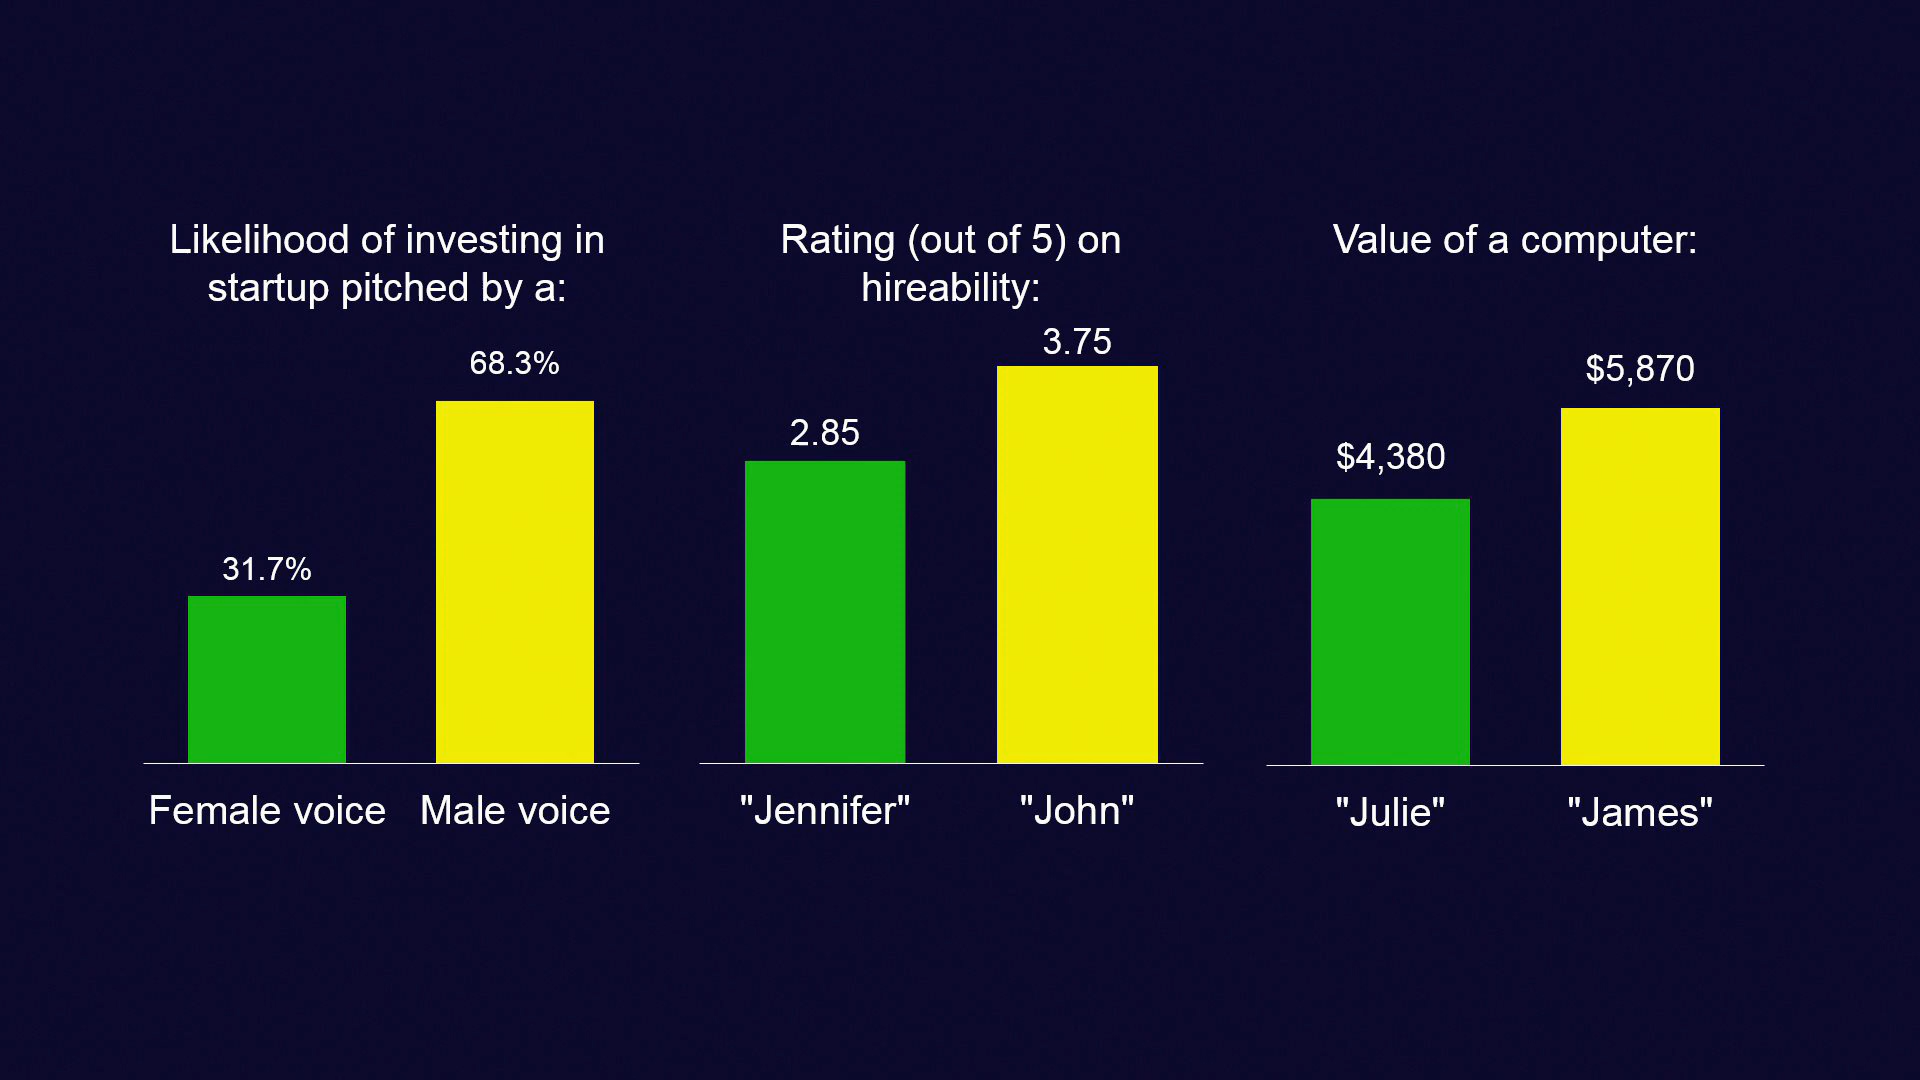 Likelihood of investing in
startup pitched by a:
68.3%
31.7%
Female voice
Male voice
Rating (out of 5) on
hireability:
3.75
2.85
"Jennifer"
"John"
Value of a computer:
$5,870
$4,380
"Julie"
"James"